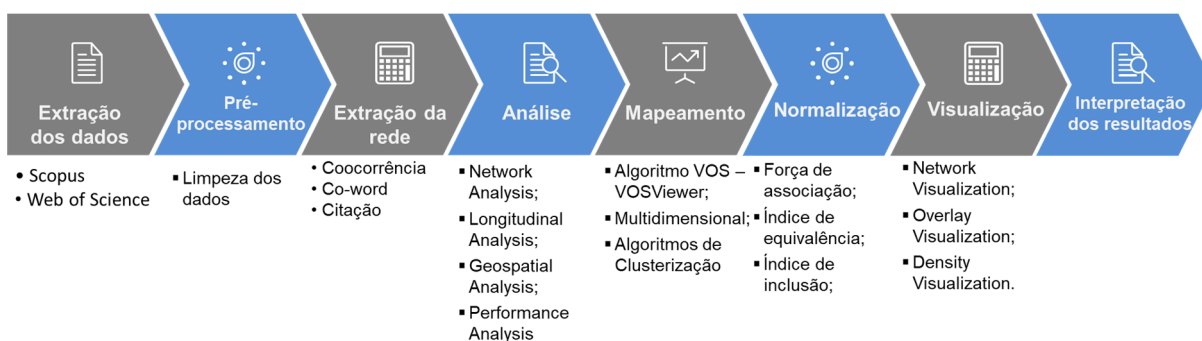 Extração
dos dados
Pré-
processamento
Extração da
rede
Análise
Mapeamento
Normalização
Visualização
Interpretação
dos resultados
• Scopus
• Web of Science
▪ Limpeza dos
dados
• Coocorrência
• Co-word
• Citação
▪ Network
Analysis;
▪ Longitudinal
Analysis;
▪ Geospatial
Analysis;
▪ Performance
Analysis
▪ Algoritmo VOS –
VOSViewer;
▪ Multidimensional;
▪ Algoritmos de
Clusterização
▪ Força de
associação;
▪ Índice de
equivalência;
▪ Índice de
inclusão;
▪ Network
Visualization;
▪ Overlay
Visualization;
▪ Density
Visualization.